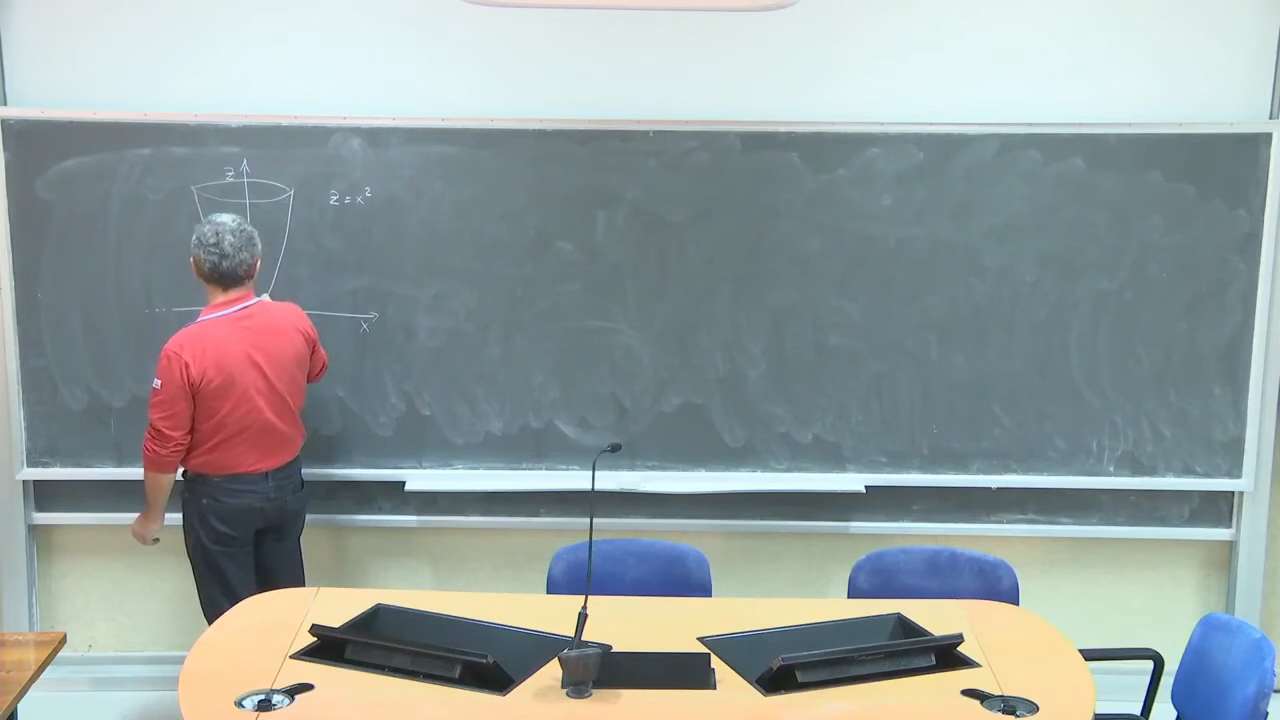 z
z = x²
x